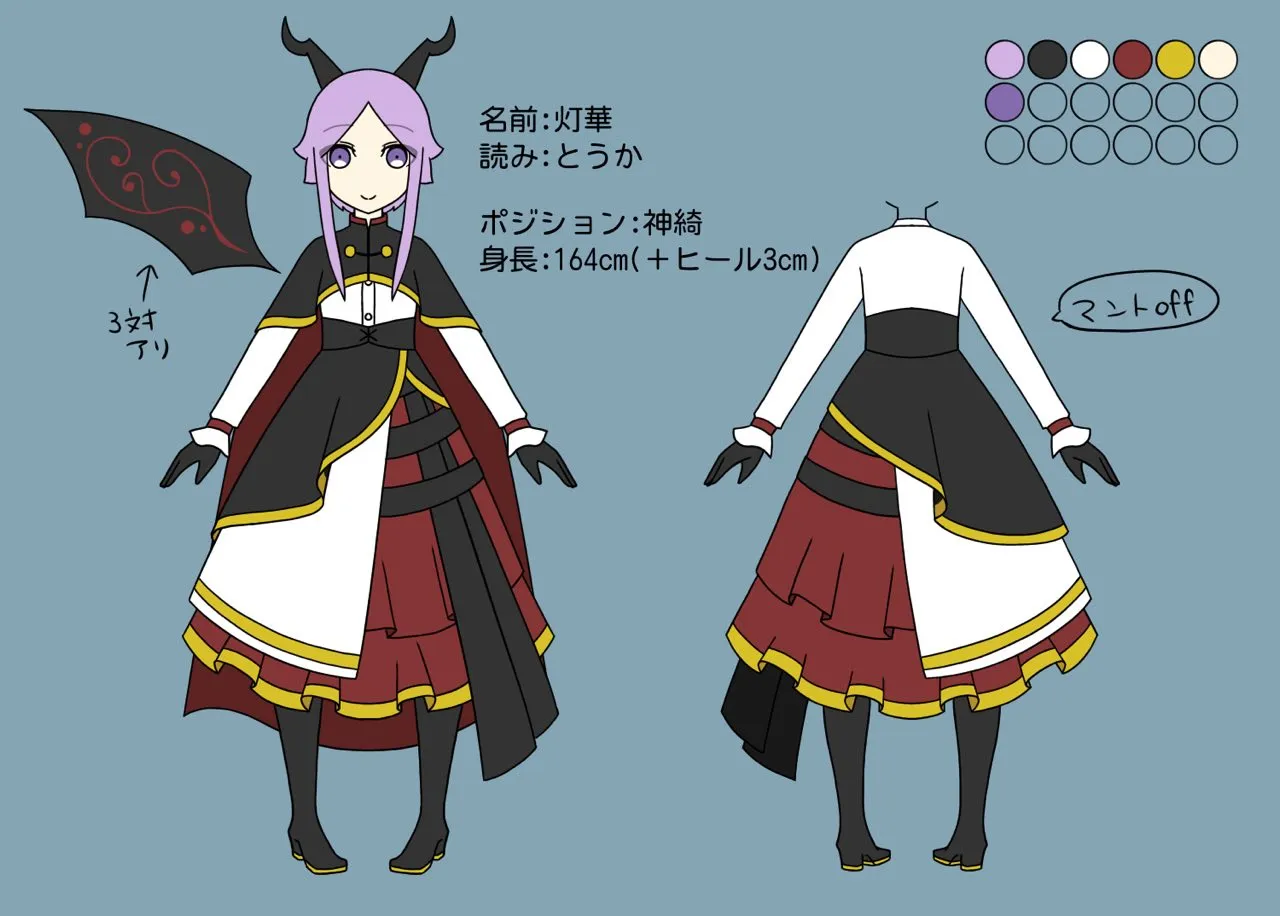 名前:灯華
読み:とうか
ポジション:神綺
身長:164cm(+ヒール3cm)
3対
アリ
マントoff